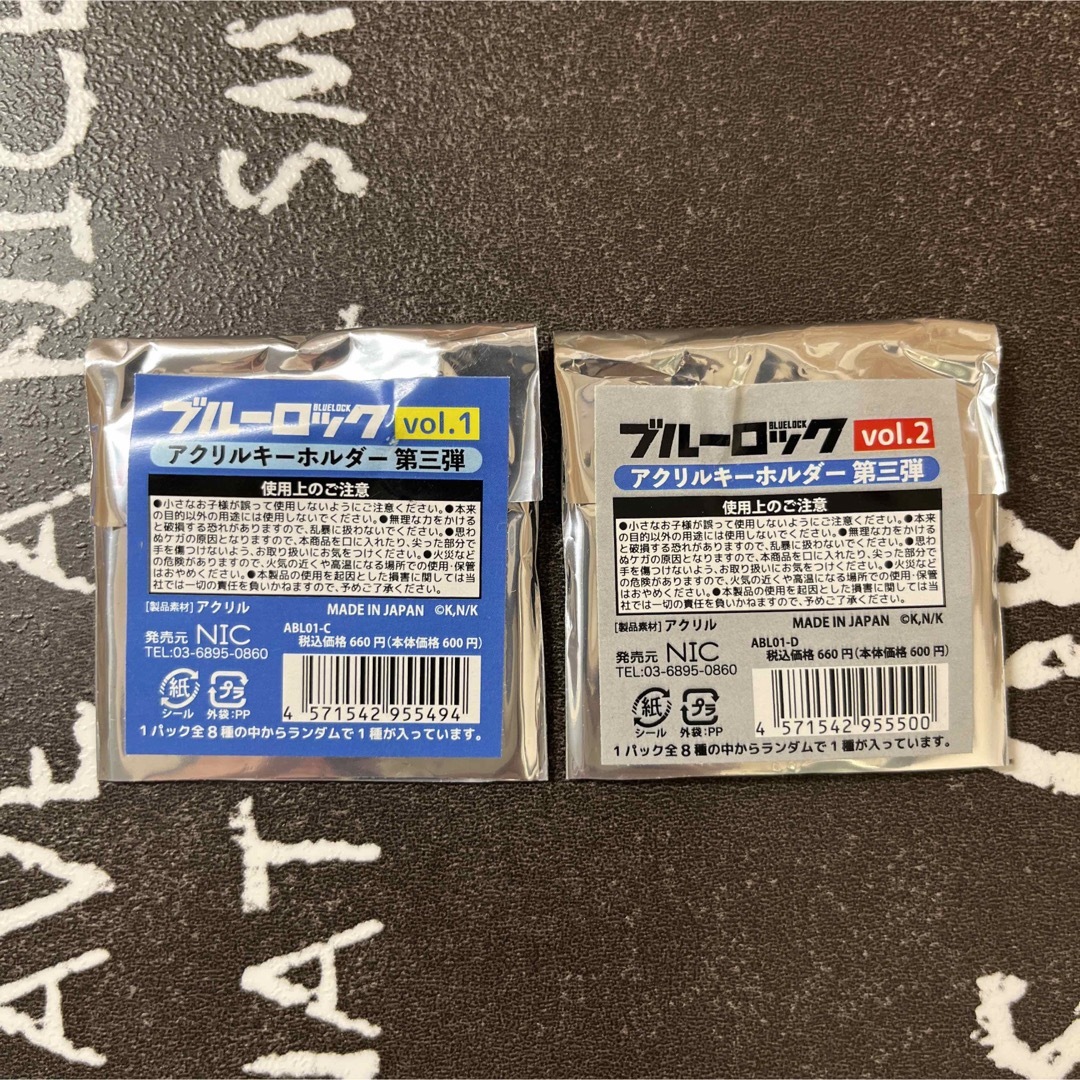 ブルーロック
BLUELOCK
vol.1
アクリルキーホルダー 第三弾
使用上のご注意
●小さなお子様が誤って使用しないようにご注意ください。●本来
の目的以外の用途には使用しないでください。●無理な力をかける
と破損する恐れがありますので、乱暴に扱わないでください。●思わ
ぬケガの原因となりますので、本商品を口に入れたり、尖った部分で
手を傷つけないよう、お取り扱いにお気をつけください。●火災など
の危険がありますので、火気の近くや高温になる場所での使用・保管
はおやめください。●本製品の使用を起因とした損害に関しては当
社では一切の責任を負いかねますので、予めご了承ください。
[製品素材] アクリル
MADE IN JAPAN ©K,N/K
発売元 NIC
TEL:03-6895-0860
ABL01-C
税込価格 660円(本体価格 600円)
紙
シール
プラ
外袋:PP
4 571542 955494
1パック全8種の中からランダムで1種が入っています。
ブルーロック
BLUELOCK
vol.2
アクリルキーホルダー 第三弾
使用上のご注意
●小さなお子様が誤って使用しないようにご注意ください。●本来
の目的以外の用途には使用しないでください。●無理な力をかける
と破損する恐れがありますので、乱暴に扱わないでください。●思わ
ぬケガの原因となりますので、本商品を口に入れたり、尖った部分で
手を傷つけないよう、お取り扱いにお気をつけください。●火災など
の危険がありますので、火気の近くや高温になる場所での使用・保管
はおやめください。●本製品の使用を起因とした損害に関しては当
社では一切の責任を負いかねますので、予めご了承ください。
[製品素材] アクリル
MADE IN JAPAN ©K,N/K
発売元 NIC
TEL:03-6895-0860
ABL01-D
税込価格 660円(本体価格 600円)
紙
シール
プラ
外袋:PP
4 571542 955500
1パック全8種の中からランダムで1種が入っています。